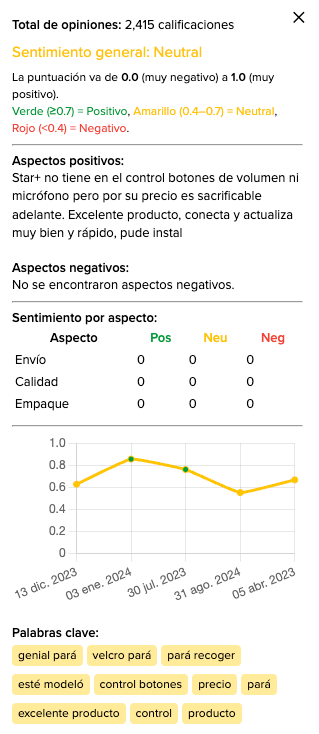 Total de opiniones: 2,415 calificaciones
Sentimiento general: Neutral
La puntuación va de 0.0 (muy negativo) a 1.0 (muy
positivo).
Verde (≥0.7) = Positivo, Amarillo (0.4–0.7) = Neutral,
Rojo (<0.4) = Negativo.
Aspectos positivos:
Star+ no tiene en el control botones de volumen ni
micrófono pero por su precio es sacrificable
adelante. Excelente producto, conecta y actualiza
muy bien y rápido, pude instal
Aspectos negativos:
No se encontraron aspectos negativos.
Sentimiento por aspecto:
Aspecto Pos Neu Neg
Envío 0 0 0
Calidad 0 0 0
Empaque 0 0 0
1.0
0.8
0.6
0.4
0.2
0
13 dic. 2023 03 ene. 2024 30 jul. 2023 31 ago. 2024 05 abr. 2023
Palabras clave:
genial pará velcro pará pará recoger
esté modeló control botones precio pará
excelente producto control producto